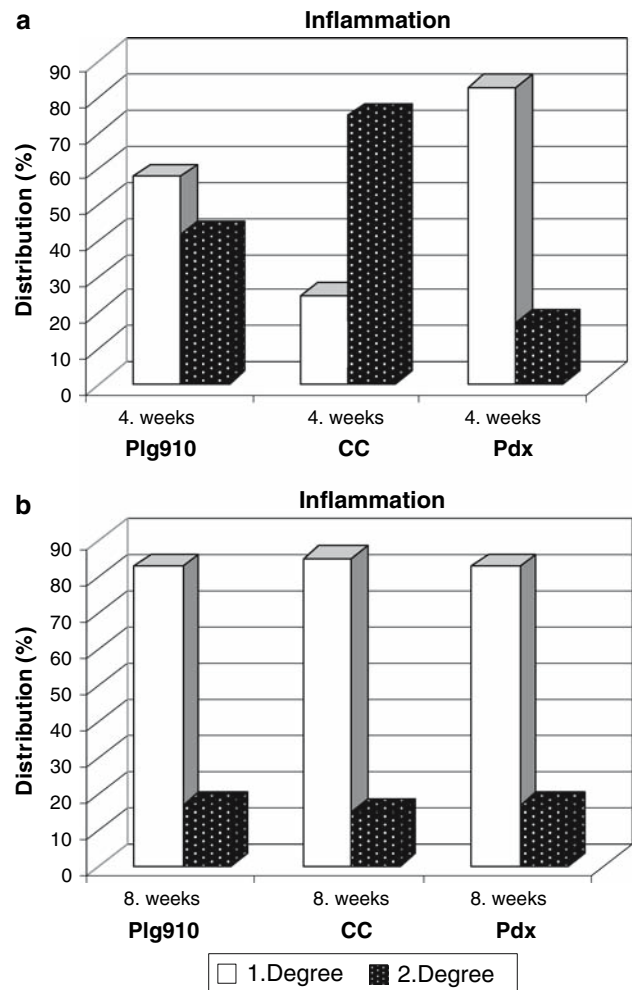 a
Inflammation
Distribution (%)
90
80
70
60
50
40
30
20
10
0
4. weeks 4. weeks 4. weeks
Plg910 CC Pdx
b
Inflammation
Distribution (%)
90
80
70
60
50
40
30
20
10
0
8. weeks 8. weeks 8. weeks
Plg910 CC Pdx
1.Degree 2.Degree